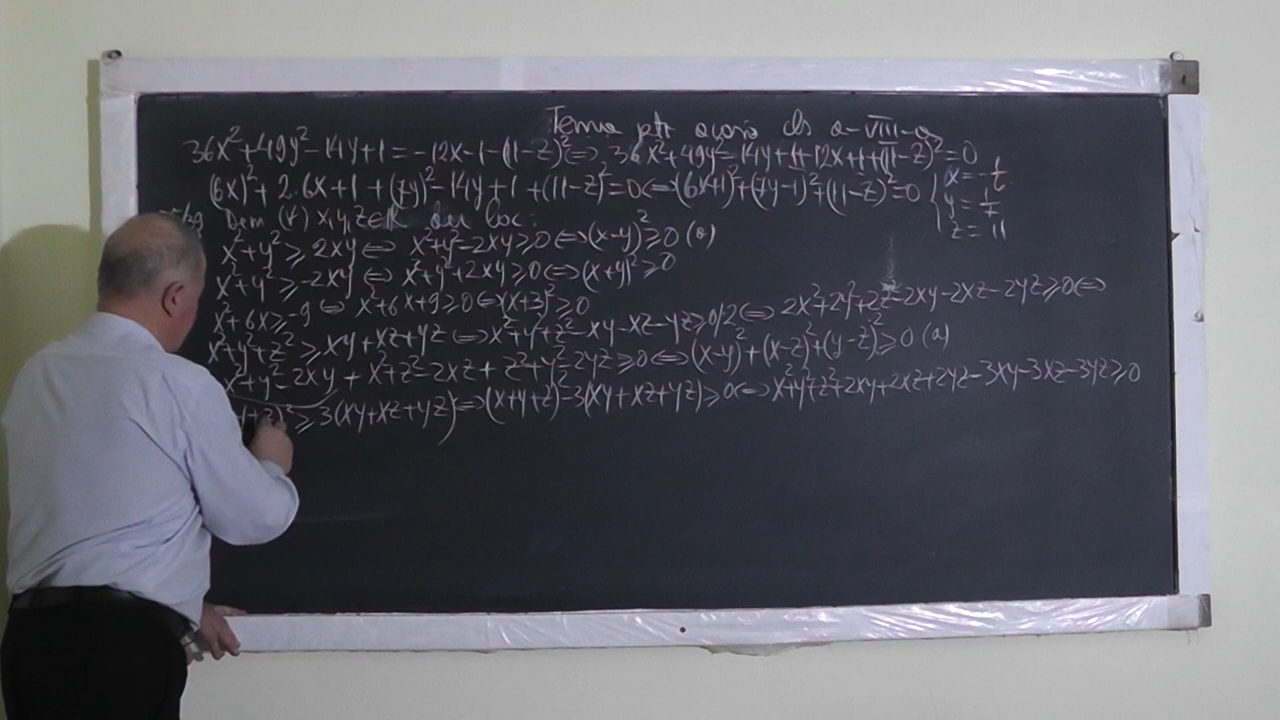 Tema ptr acasă cls a-VIII-a
36x²+49y²-14y+1=-12x-1-(11-z)²⇔36x²+49y²-14y+1+12x+1+(11-z)²=0
(6x)²+2.6x+1+(7y)²-14y+1+(11-z)²=0⇔(6x+1)²+(7y-1)²+(11-z)²=0 { x=-1/6
y=1/7
z=11
Dem (∀) x,y,z∈R au loc:
x²+y²≥2xy⇔x²+y²-2xy≥0⇔(x-y)²≥0 (a)
x²+y²≥-2xy⇔x²+y²+2xy≥0⇔(x+y)²≥0
x²+6x≥-9⇔x²+6x+9≥0⇔(x+3)²≥0
x²+y²+z²≥xy+xz+yz⇔x²+y²+z²-xy-xz-yz≥0/2⇔2x²+2y²+2z²-2xy-2xz-2yz≥0⇔
x²+y²-2xy+x²+z²-2xz+z²+y²-2yz≥0⇔(x-y)²+(x-z)²+(y-z)²≥0 (a)
+z)²≥3(xy+xz+yz)⇔(x+y+z)²-3(xy+xz+yz)≥0⇔x²+y²+z²+2xy+2xz+2yz-3xy-3xz-3yz≥0